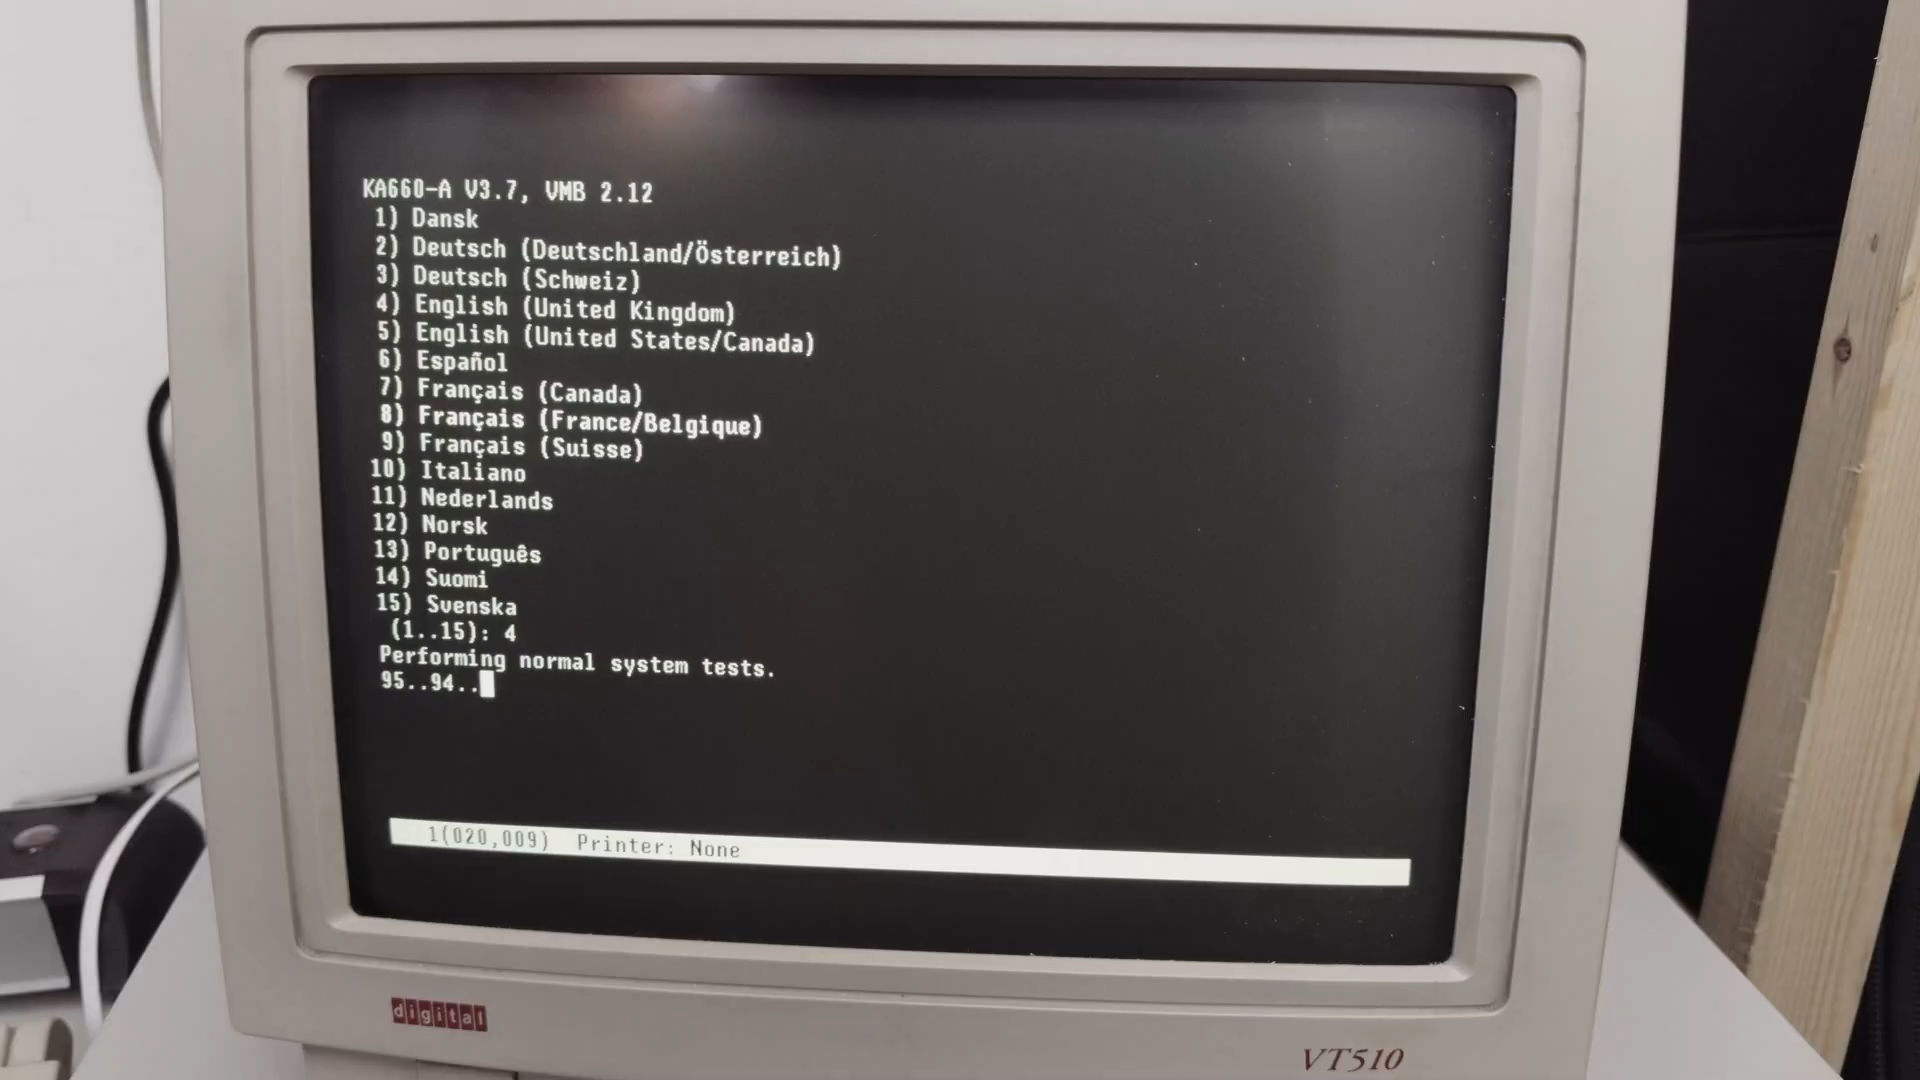 KA660-A V3.7, VMB 2.12
1) Dansk
2) Deutsch (Deutschland/Österreich)
3) Deutsch (Schweiz)
4) English (United Kingdom)
5) English (United States/Canada)
6) Español
7) Français (Canada)
8) Français (France/Belgique)
9) Français (Suisse)
10) Italiano
11) Nederlands
12) Norsk
13) Português
14) Suomi
15) Svenska
(1..15): 4
Performing normal system tests.
95..94..
1(020,009) Printer: None
digital
VT510